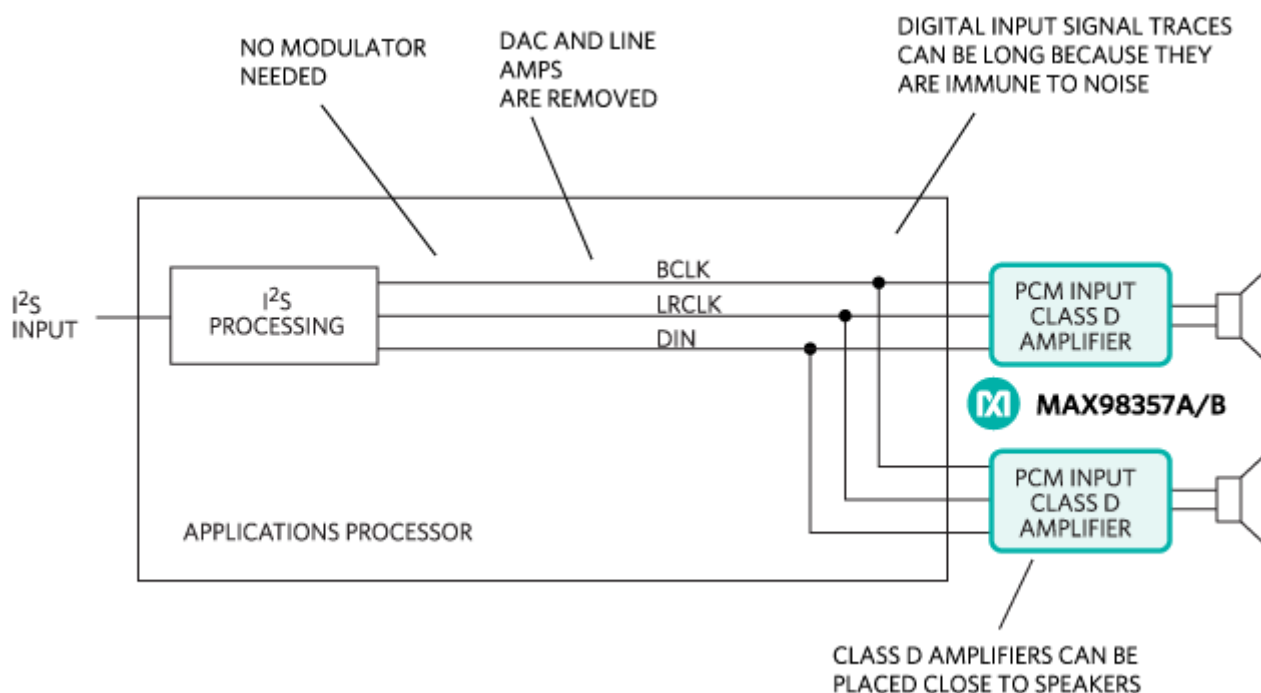 NO MODULATOR
NEEDED
DAC AND LINE
AMPS
ARE REMOVED
DIGITAL INPUT SIGNAL TRACES
CAN BE LONG BECAUSE THEY
ARE IMMUNE TO NOISE
I²S
INPUT
I²S
PROCESSING
BCLK
LRCLK
DIN
PCM INPUT
CLASS D
AMPLIFIER
MAX98357A/B
PCM INPUT
CLASS D
AMPLIFIER
APPLICATIONS PROCESSOR
CLASS D AMPLIFIERS CAN BE
PLACED CLOSE TO SPEAKERS